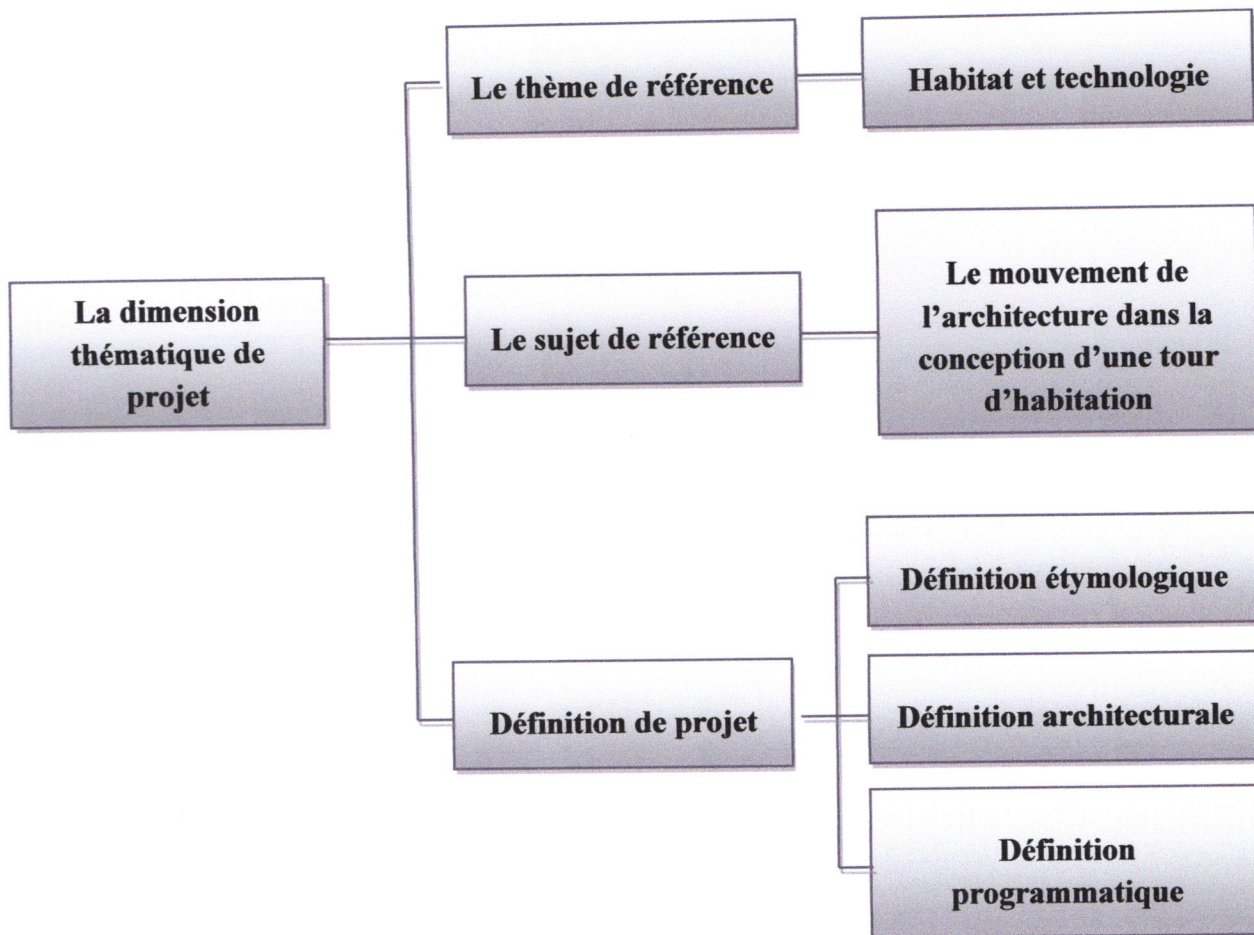 Le thème de référence
Habitat et technologie
La dimension
thématique de
projet
Le sujet de référence
Le mouvement de
l’architecture dans la
conception d’une tour
d’habitation
Définition de projet
Définition étymologique
Définition architecturale
Définition
programmatique